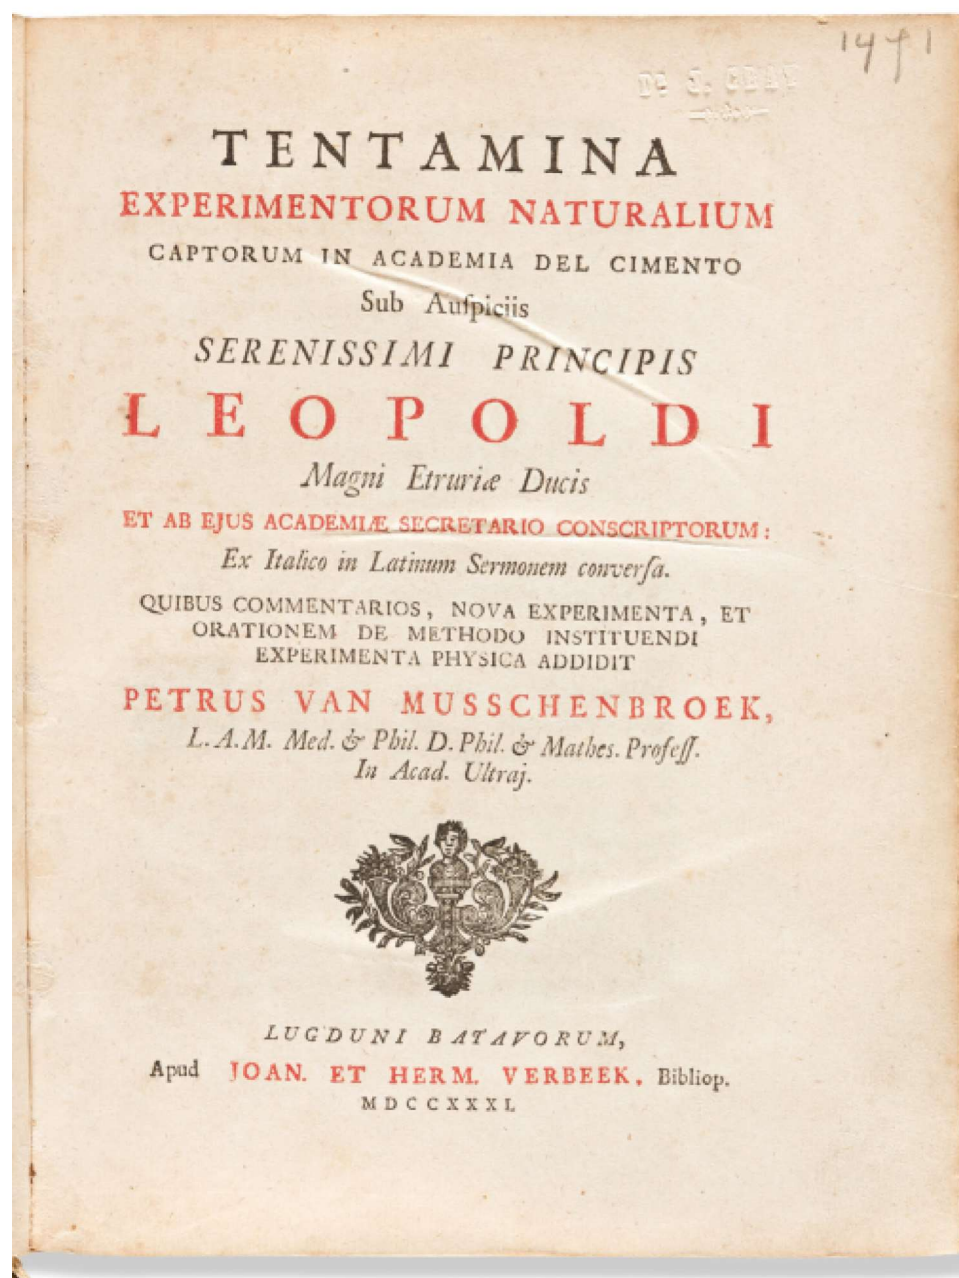 1471
TENTAMINA
EXPERIMENTORUM NATURALIUM
CAPTORUM IN ACADEMIA DEL CIMENTO
Sub Auſpiciis
SERENISSIMI PRINCIPIS
LEOPOLDI
Magni Etruriæ Ducis
ET AB EJUS ACADEMIÆ SECRETARIO CONSCRIPTORUM:
Ex Italico in Latinum Sermonem converſa.
QUIBUS COMMENTARIOS, NOVA EXPERIMENTA, ET
ORATIONEM DE METHODO INSTITUENDI
EXPERIMENTA PHYSICA ADDIDIT
PETRUS VAN MUSSCHENBROEK,
L. A. M. Med. & Phil. D. Phil. & Mathes. Profeſſ.
In Acad. Ultraj.
LUGDUNI BATAVORUM,
Apud JOAN. ET HERM. VERBEEK, Bibliop.
MDCCXXXI